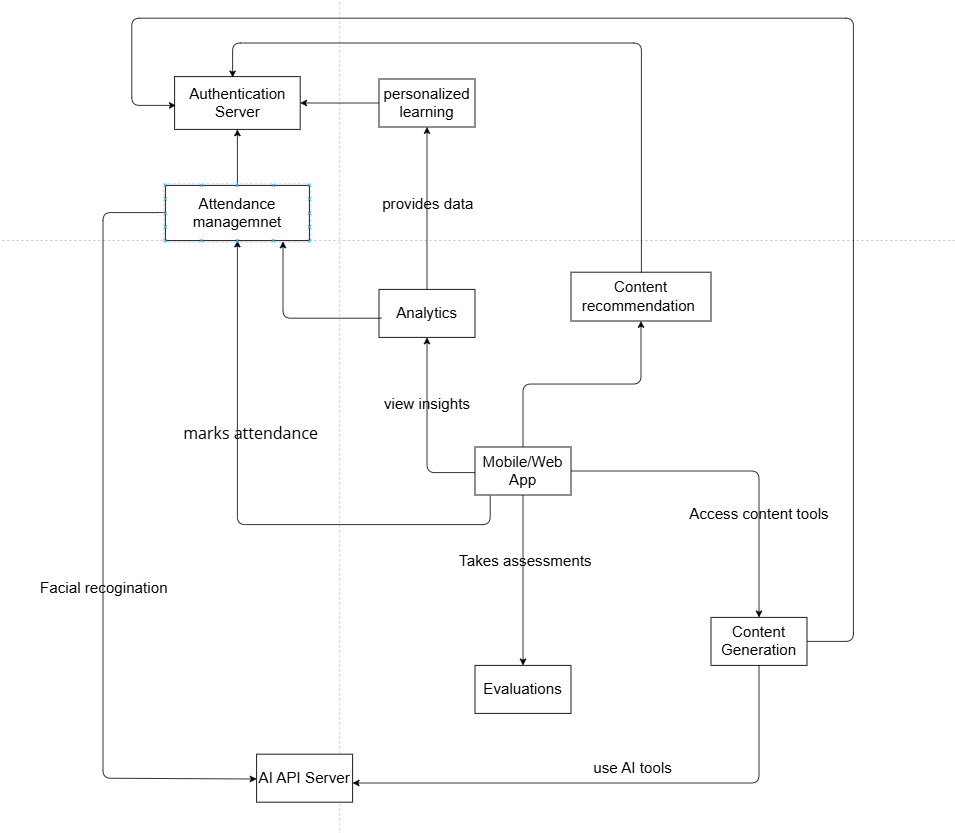 Authentication
Server
personalized
learning
Attendance
managemnet
provides data
Content
recommendation
Analytics
view insights
marks attendance
Mobile/Web
App
Access content tools
Takes assessments
Facial recogination
Content
Generation
Evaluations
use AI tools
AI API Server